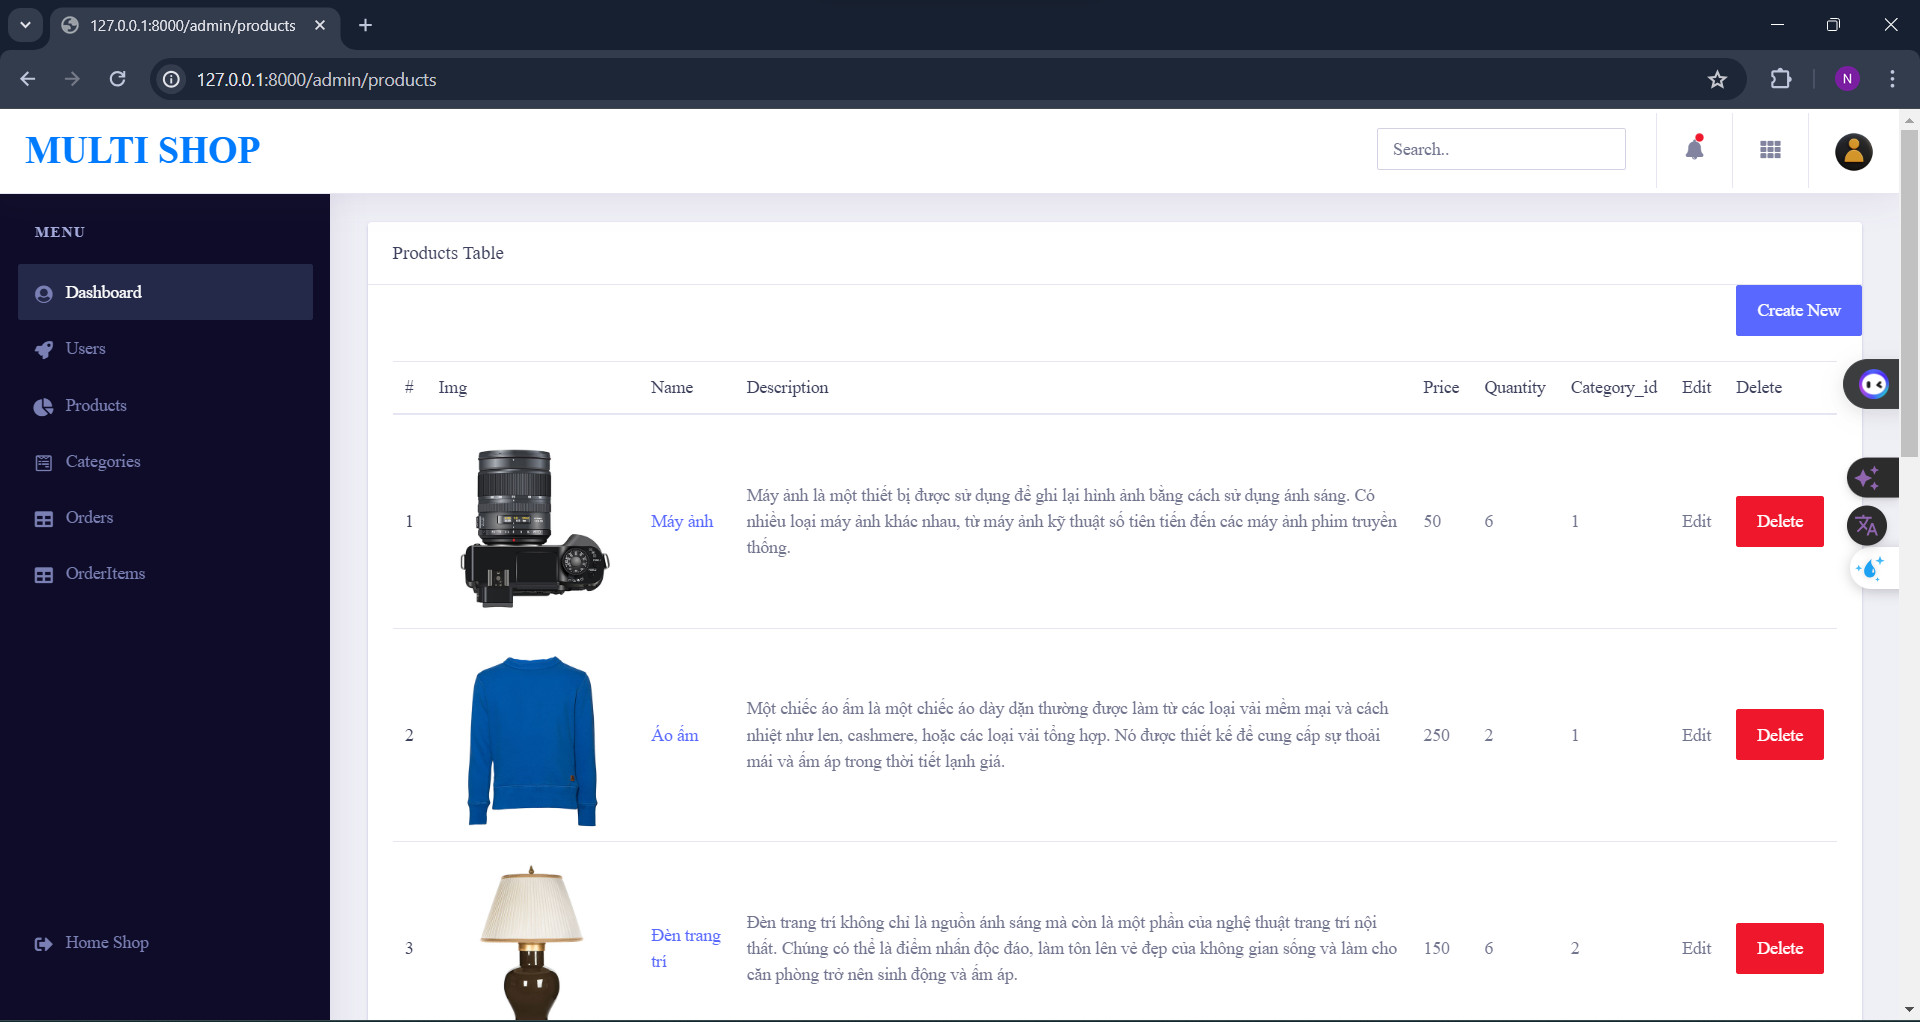 127.0.0.1:8000/admin/products
127.0.0.1:8000/admin/products
N
MULTI SHOP
Search..
MENU
Dashboard
Users
Products
Categories
Orders
OrderItems
Home Shop
Products Table
Create New
# Img Name Description Price Quantity Category_id Edit Delete
1 Máy ảnh Máy ảnh là một thiết bị được sử dụng để ghi lại hình ảnh bằng cách sử dụng ánh sáng. Có
nhiều loại máy ảnh khác nhau, từ máy ảnh kỹ thuật số tiên tiến đến các máy ảnh phim truyền
thống. 50 6 1 Edit Delete
2 Áo ấm Một chiếc áo ấm là một chiếc áo dày dặn thường được làm từ các loại vải mềm mại và cách
nhiệt như len, cashmere, hoặc các loại vải tổng hợp. Nó được thiết kế để cung cấp sự thoải
mái và ấm áp trong thời tiết lạnh giá. 250 2 1 Edit Delete
3 Đèn trang
trí Đèn trang trí không chỉ là nguồn ánh sáng mà còn là một phần của nghệ thuật trang trí nội
thất. Chúng có thể là điểm nhấn độc đáo, làm tôn lên vẻ đẹp của không gian sống và làm cho
căn phòng trở nên sinh động và ấm áp. 150 6 2 Edit Delete